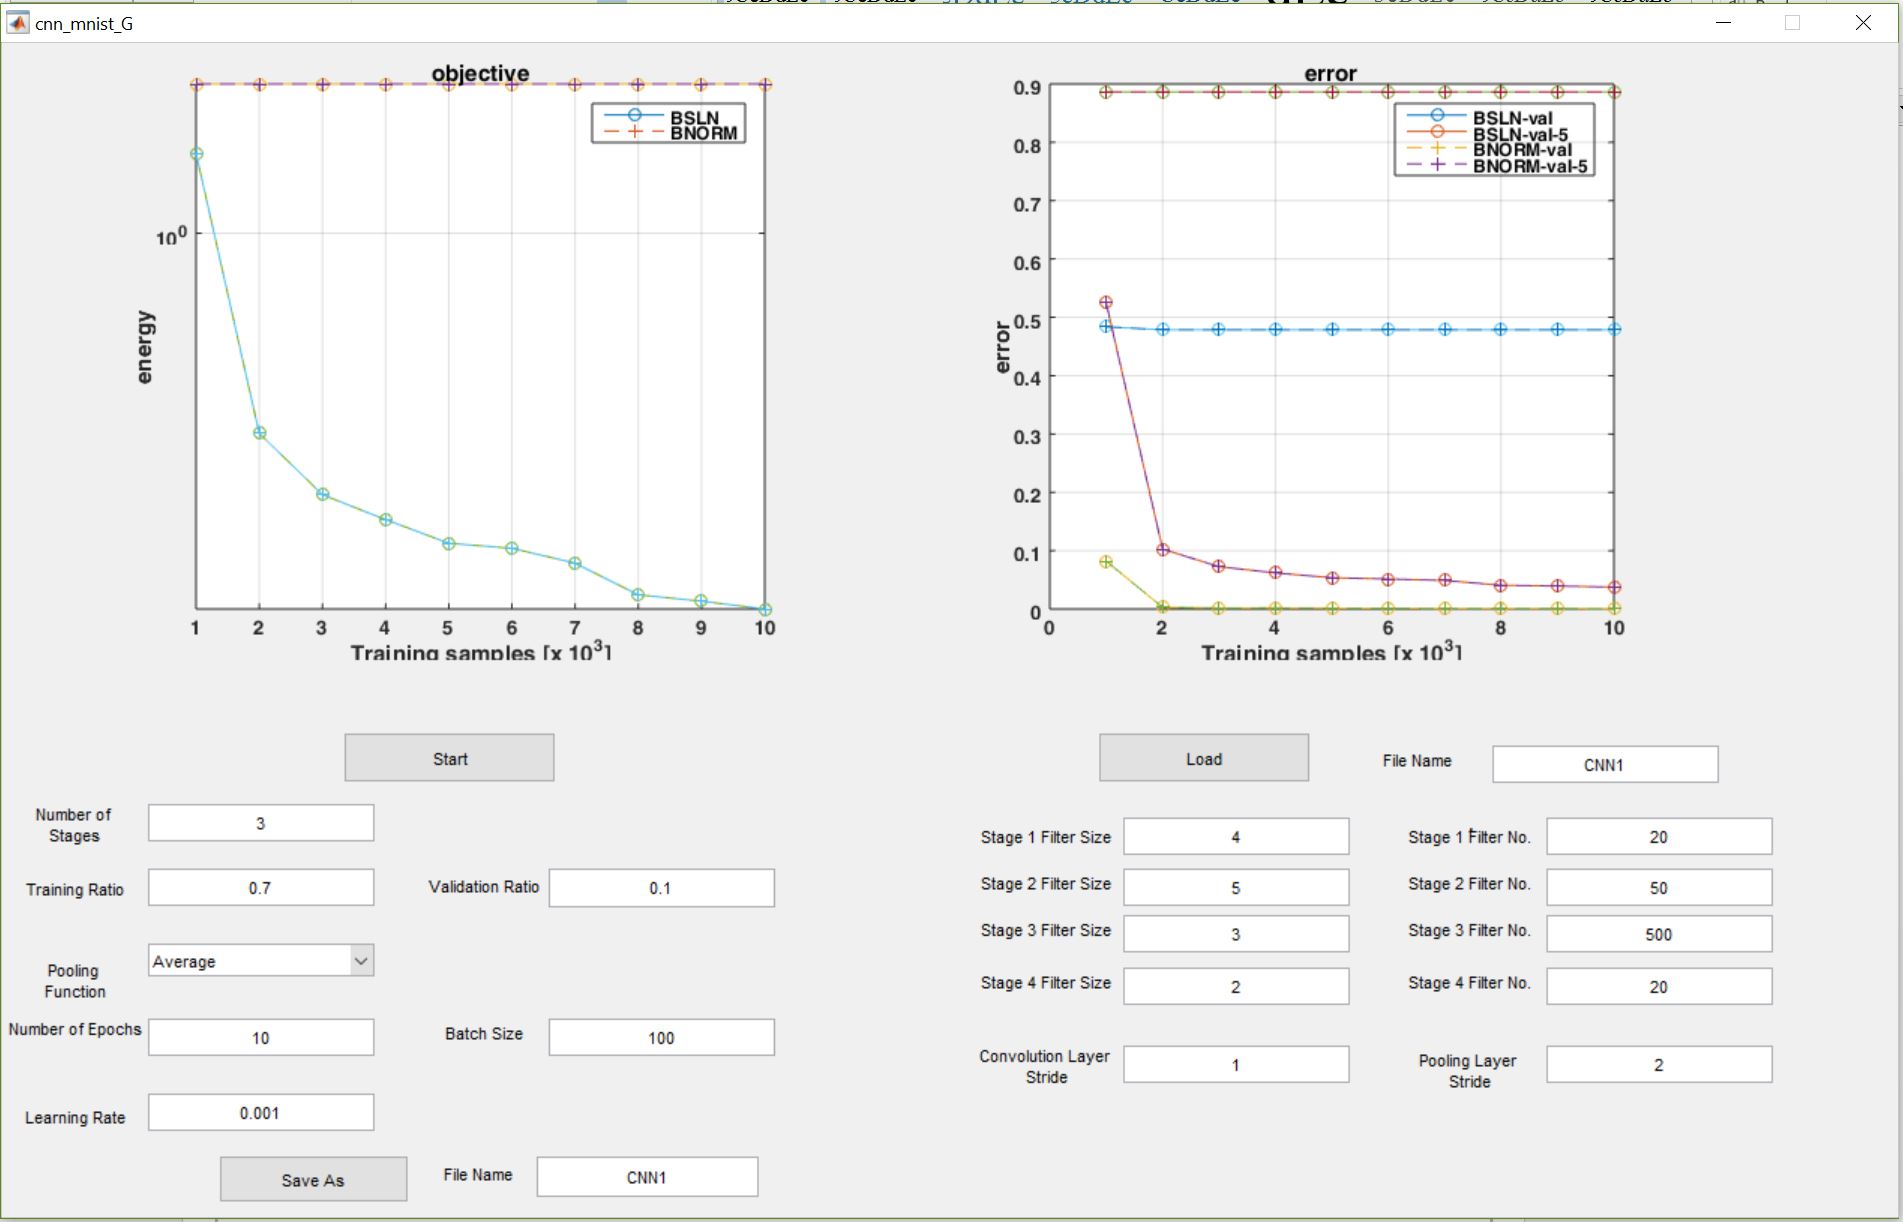 cnn_mnist_G
objective
BSLN
BNORM
10^0
energy
1 2 3 4 5 6 7 8 9 10
Training samples [x 10^3]
error
BSLN-val
BSLN-val-5
BNORM-val
BNORM-val-5
0.9
0.8
0.7
0.6
0.5
0.4
0.3
0.2
0.1
0
error
0 2 4 6 8 10
Training samples [x 10^3]
Start
Number of
Stages
3
Training Ratio
0.7
Validation Ratio
0.1
Pooling
Function
Average
Number of Epochs
10
Batch Size
100
Learning Rate
0.001
Save As
File Name
CNN1
Load
File Name
CNN1
Stage 1 Filter Size
4
Stage 1 Filter No.
20
Stage 2 Filter Size
5
Stage 2 Filter No.
50
Stage 3 Filter Size
3
Stage 3 Filter No.
500
Stage 4 Filter Size
2
Stage 4 Filter No.
20
Convolution Layer
Stride
1
Pooling Layer
Stride
2